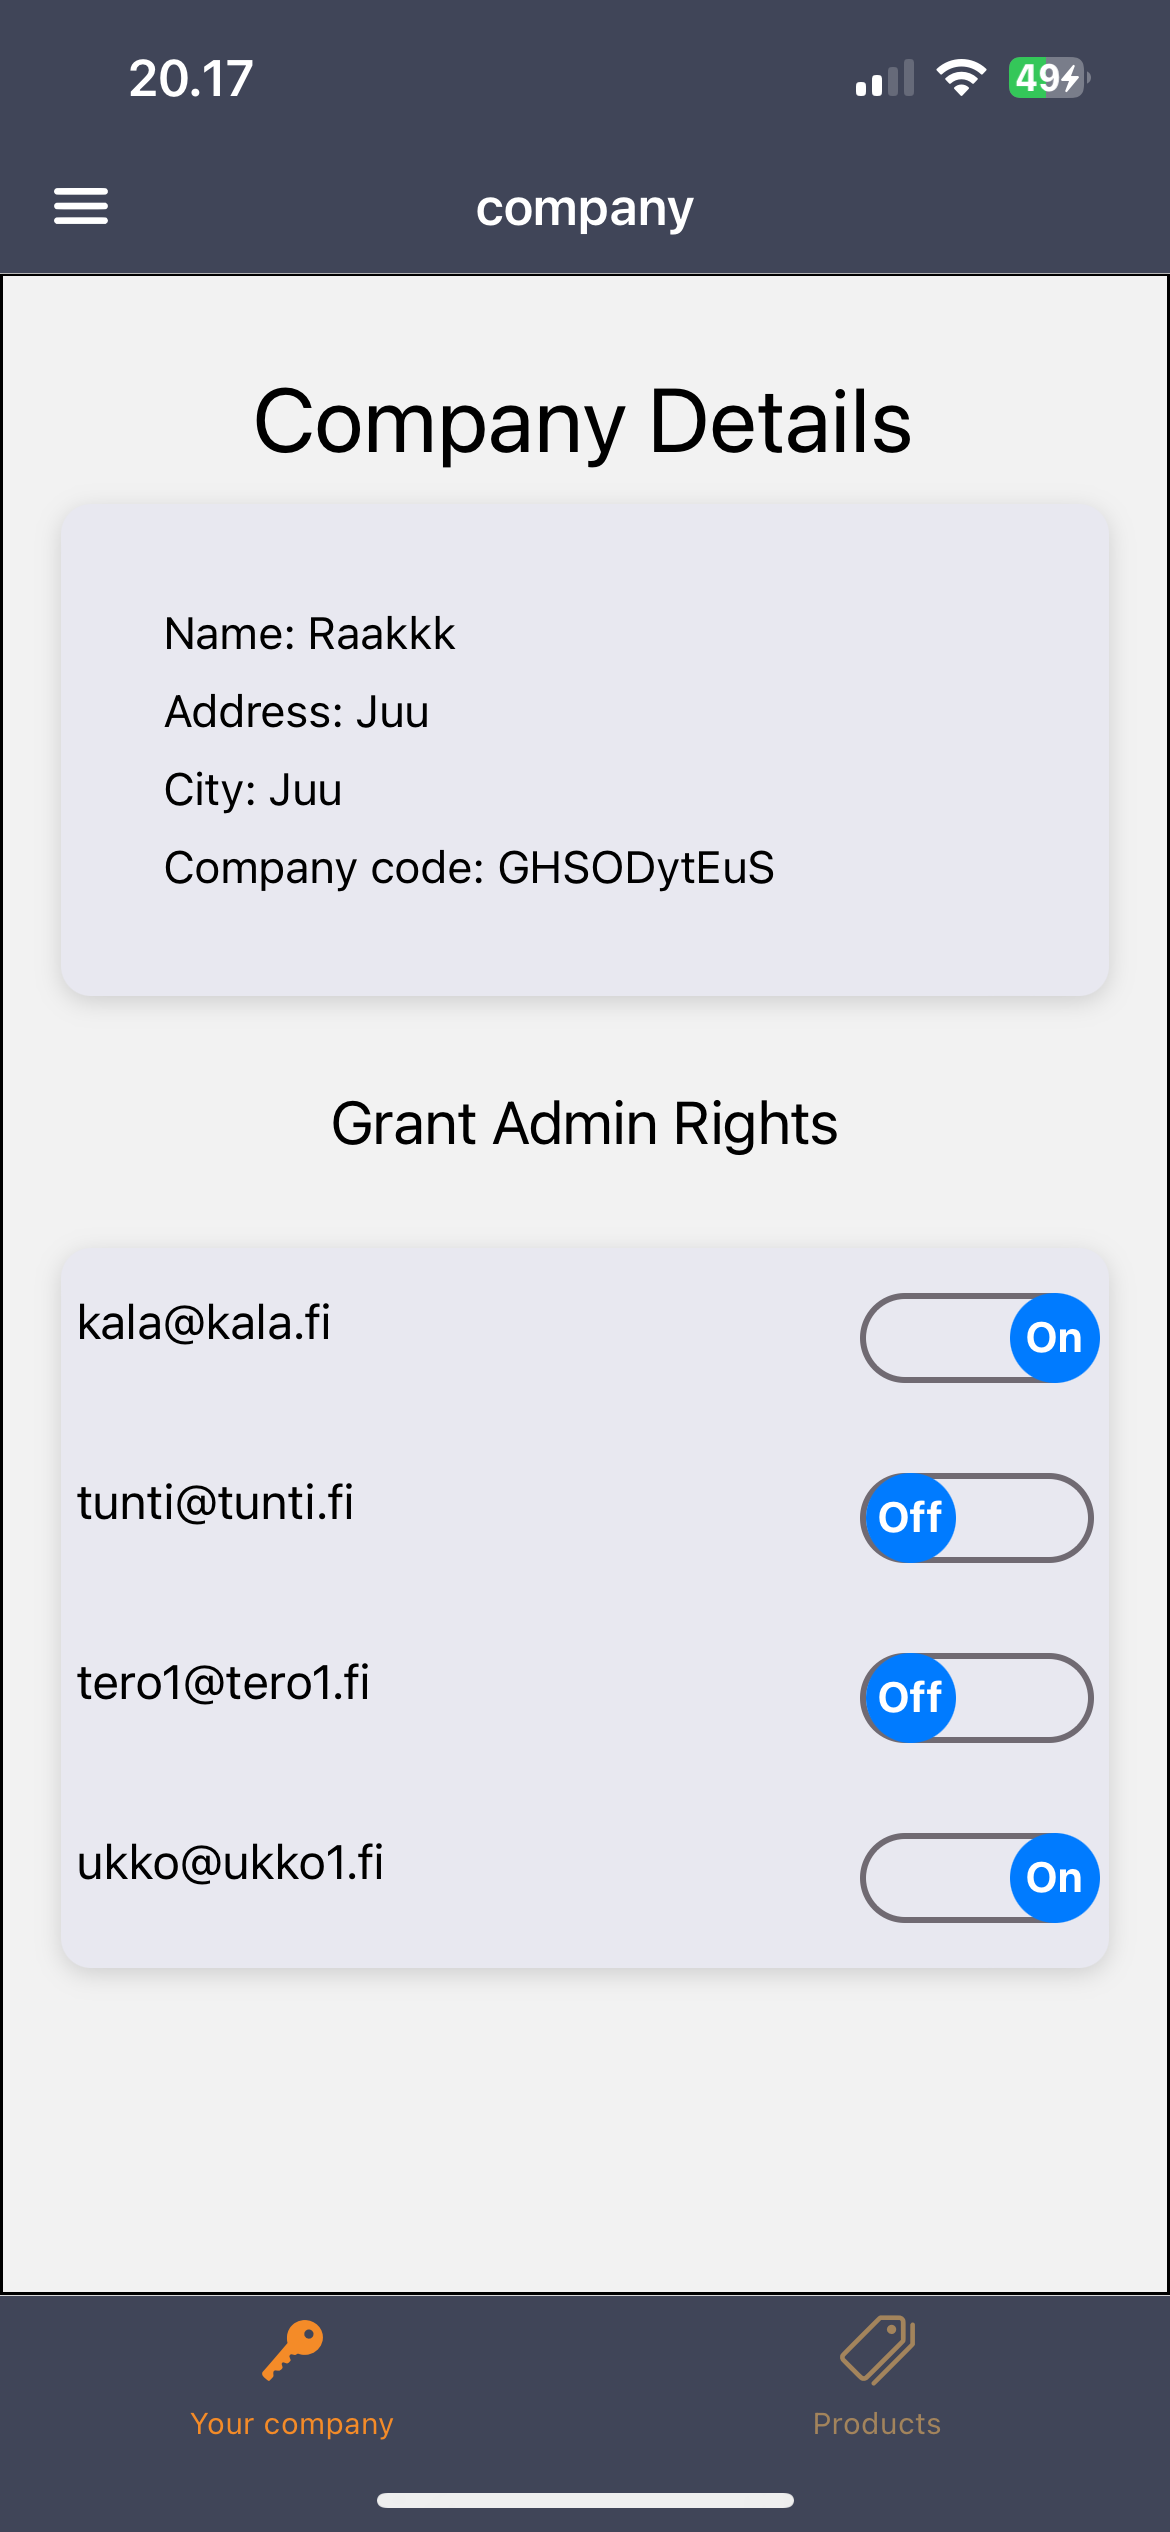 20.17
49
company
Company Details
Name: Raakkk
Address: Juu
City: Juu
Company code: GHSODytEuS
Grant Admin Rights
kala@kala.fi On
tunti@tunti.fi Off
tero1@tero1.fi Off
ukko@ukko1.fi On
Your company Products